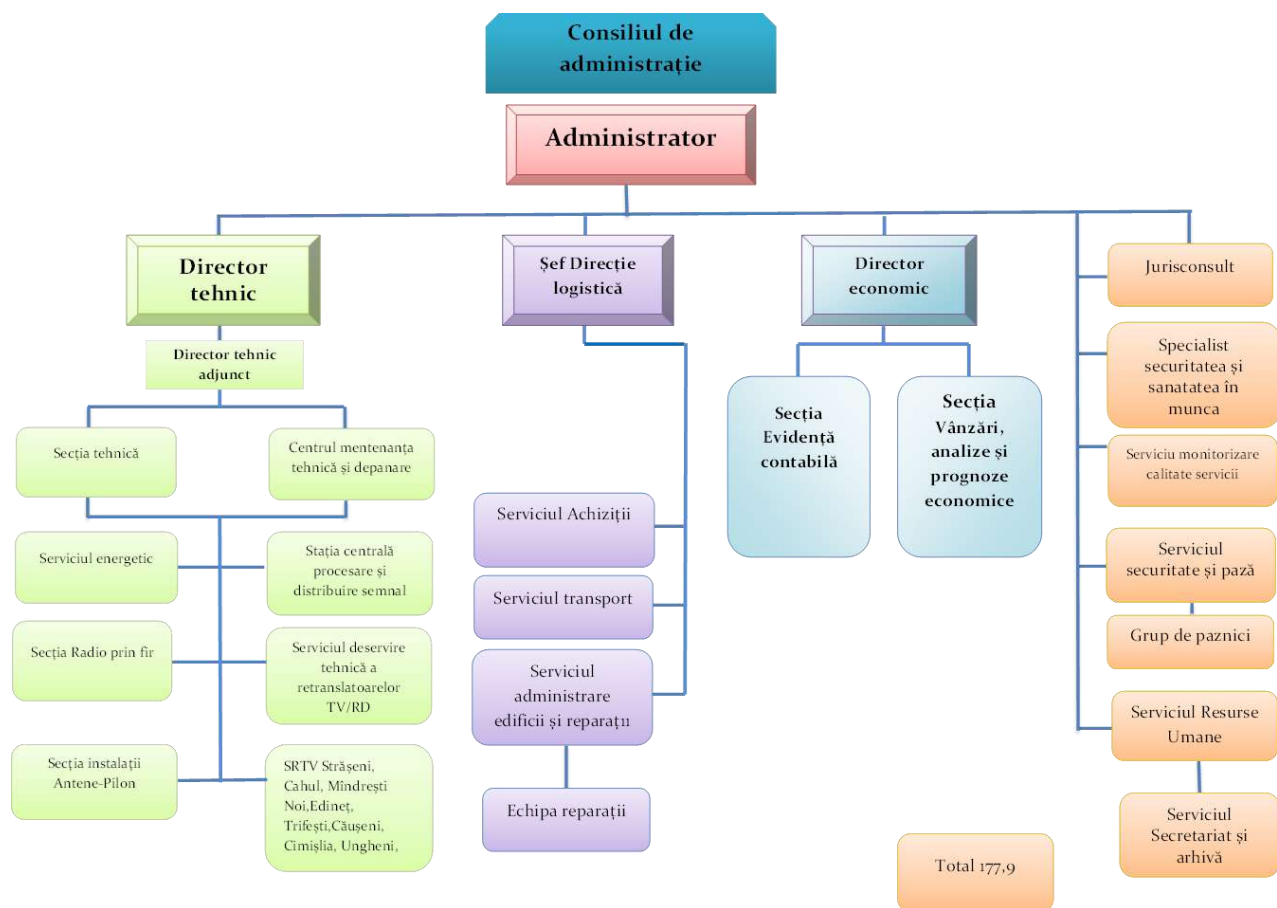 Consiliul de
administrație
Administrator
Director
tehnic
Șef Direcție
logistică
Director
economic
Jurisconsult
Director tehnic
adjunct
Specialist
securitatea și
sanatatea în
munca
Secția tehnică
Centrul mentenanța
tehnică și depanare
Secția
Evidență
contabilă
Secția
Vânzări,
analize și
prognoze
economice
Serviciu monitorizare
calitate servicii
Serviciul Achiziții
Serviciul energetic
Stația centrală
procesare și
distribuire semnal
Serviciul
securitate și pază
Serviciul transport
Grup de paznici
Secția Radio prin fir
Serviciul deservire
tehnică a
retranslatoarelor
TV/RD
Serviciul
administrare
edificii și reparaț11
Serviciul Resurse
Umane
Secția instalații
Antene-Pilon
SRTV Strășeni,
Cahul, Mîndrești
Noi,Edineț,
Trifești,Căușeni,
Cimișlia, Ungheni,
Echipa reparații
Serviciul
Secretariat și
arhivă
Total 177,9